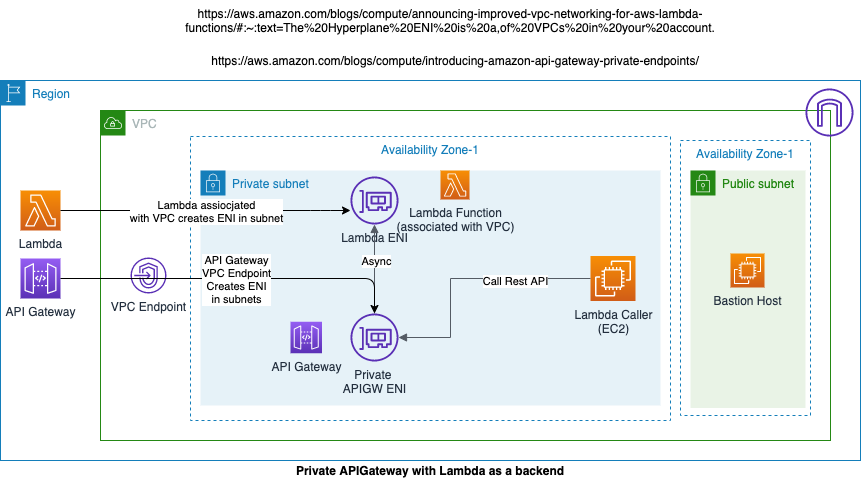 https://aws.amazon.com/blogs/compute/announcing-improved-vpc-networking-for-aws-lambda-
functions/#:~:text=The%20Hyperplane%20ENI%20is%20a,of%20VPCs%20in%20your%20account.
https://aws.amazon.com/blogs/compute/introducing-amazon-api-gateway-private-endpoints/
Region
VPC
Availability Zone-1
Availability Zone-1
Private subnet
Public subnet
Lambda assiocjated
with VPC creates ENI in subnet
Lambda
Lambda ENI
Lambda Function
(associated with VPC)
API Gateway
VPC Endpoint
Creates ENI
in subnets
Async
Call Rest API
API Gateway
VPC Endpoint
Lambda Caller
(EC2)
Bastion Host
API Gateway
Private
APIGW ENI
Private APIGateway with Lambda as a backend